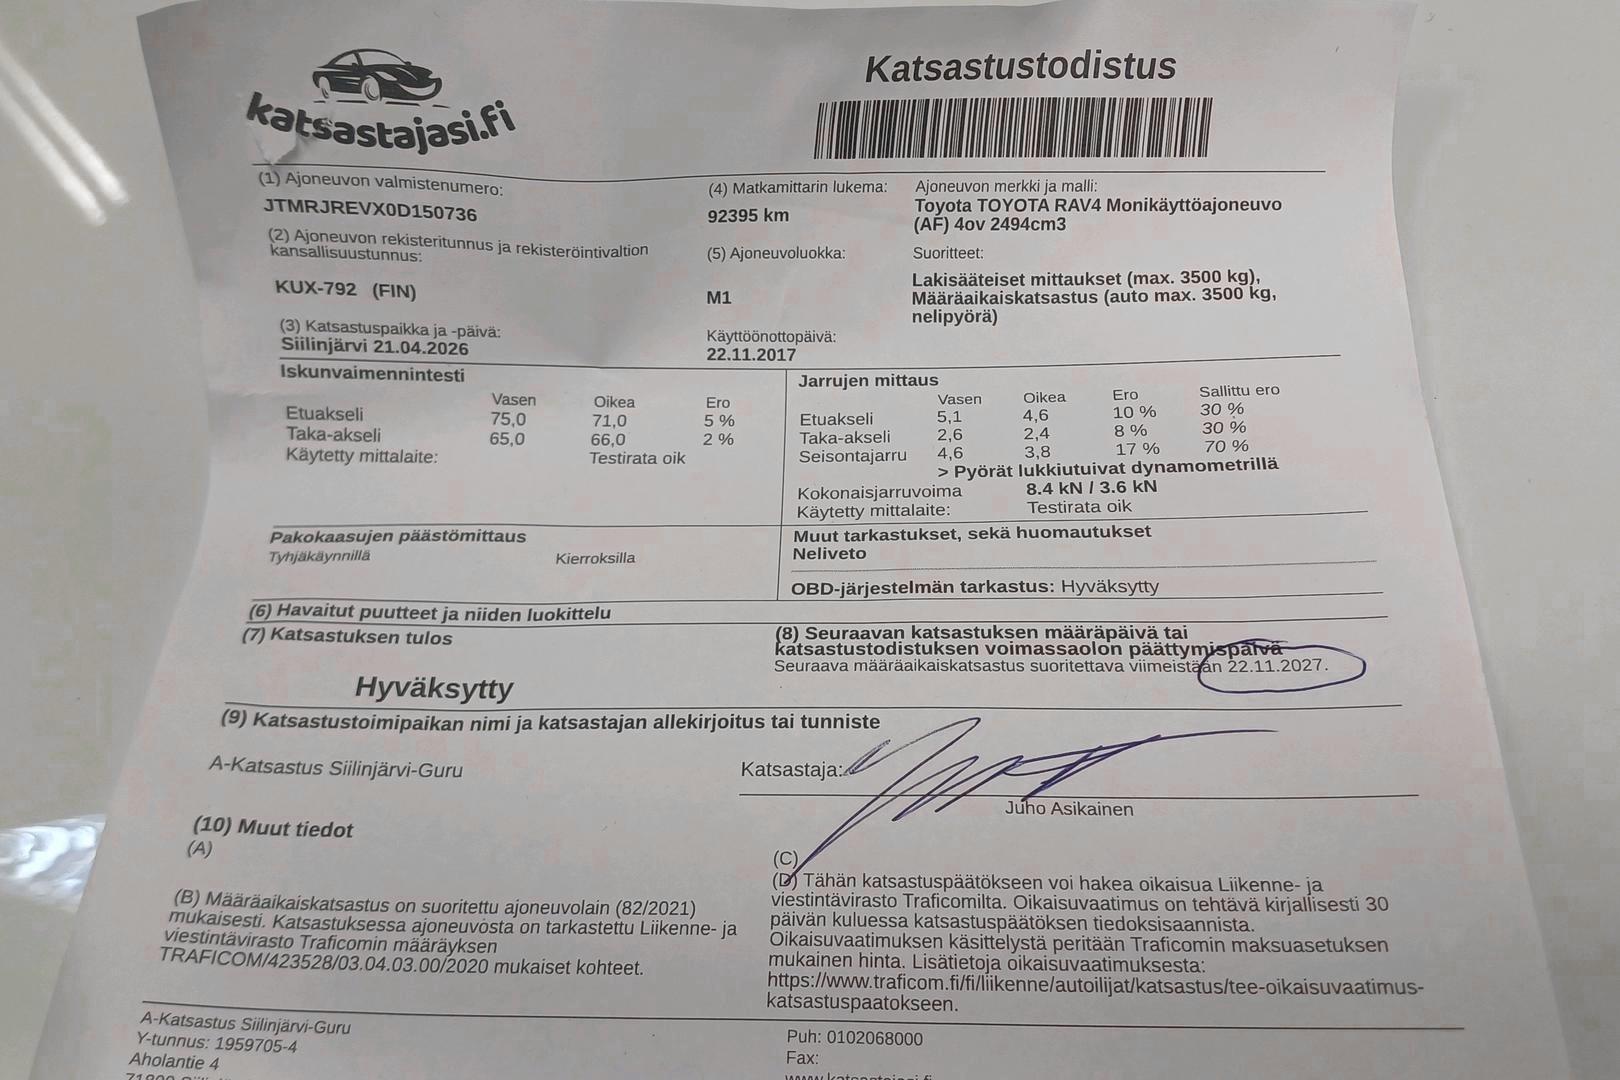 katsastajasi.fi
Katsastustodistus
(1) Ajoneuvon valmistenumero:
JTMRJREVX0D150736
(4) Matkamittarin lukema:
92395 km
Ajoneuvon merkki ja malli:
Toyota TOYOTA RAV4 Monikäyttöajoneuvo
(AF) 4ov 2494cm3
(2) Ajoneuvon rekisteritunnus ja rekisteröintivaltion
kansallisuustunnus:
KUX-792 (FIN)
(5) Ajoneuvoluokka:
M1
Suoritteet:
Lakisääteiset mittaukset (max. 3500 kg),
Määräaikaiskatsastus (auto max. 3500 kg,
nelipyörä)
(3) Katsastuspaikka ja -päivä:
Siilinjärvi 21.04.2026
Käyttöönottopäivä:
22.11.2017
Iskunvaimennintesti
Vasen Oikea Ero
Etuakseli 75,0 71,0 5 %
Taka-akseli 65,0 66,0 2 %
Käytetty mittalaite: Testirata oik
Jarrujen mittaus
Vasen Oikea Ero Sallittu ero
Etuakseli 5,1 4,6 10 % 30 %
Taka-akseli 2,6 2,4 8 % 30 %
Seisontajarru 4,6 3,8 17 % 70 %
> Pyörät lukkiutuivat dynamometrillä
Kokonaisjarruvoima 8.4 kN / 3.6 kN
Käytetty mittalaite: Testirata oik
Pakokaasujen päästömittaus
Tyhjäkäynnillä Kierroksilla
Muut tarkastukset, sekä huomautukset
Neliveto
OBD-järjestelmän tarkastus: Hyväksytty
(6) Havaitut puutteet ja niiden luokittelu
(7) Katsastuksen tulos
Hyväksytty
(8) Seuraavan katsastuksen määräpäivä tai
katsastustodistuksen voimassaolon päättymispäivä
Seuraava määräaikaiskatsastus suoritettava viimeistään 22.11.2027.
(9) Katsastustoimipaikan nimi ja katsastajan allekirjoitus tai tunniste
A-Katsastus Siilinjärvi-Guru
Katsastaja:
Juho Asikainen
(10) Muut tiedot
(A)
(B) Määräaikaiskatsastus on suoritettu ajoneuvolain (82/2021)
mukaisesti. Katsastuksessa ajoneuvosta on tarkastettu Liikenne- ja
viestintävirasto Traficomin määräyksen
TRAFICOM/423528/03.04.03.00/2020 mukaiset kohteet.
(C)
(D) Tähän katsastuspäätökseen voi hakea oikaisua Liikenne- ja
viestintävirasto Traficomilta. Oikaisuvaatimus on tehtävä kirjallisesti 30
päivän kuluessa katsastuspäätöksen tiedoksisaannista.
Oikaisuvaatimuksen käsittelystä peritään Traficomin maksuasetuksen
mukainen hinta. Lisätietoja oikaisuvaatimuksesta:
https://www.traficom.fi/fi/liikenne/autoilijat/katsastus/tee-oikaisuvaatimus-
katsastuspaatokseen.
A-Katsastus Siilinjärvi-Guru
Y-tunnus: 1959705-4
Aholantie 4
Puh: 0102068000
Fax: